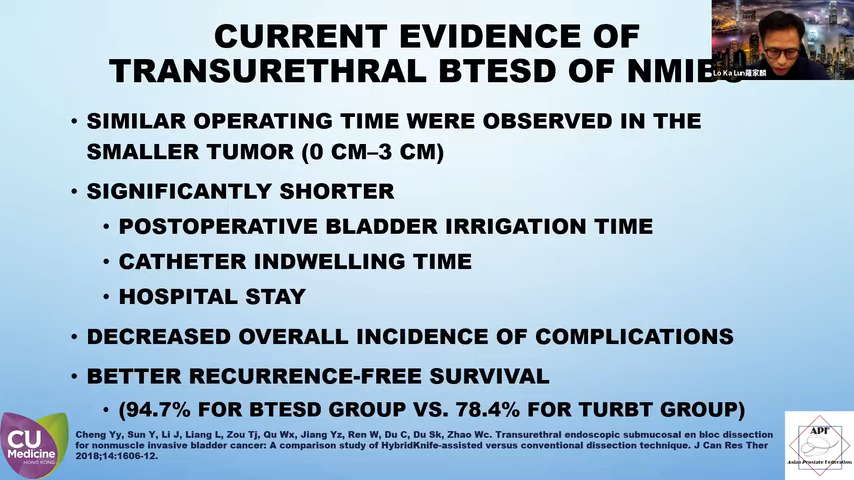 CURRENT EVIDENCE OF
TRANSURETHRAL BTESD OF NMIBC
Lo Ka Lun羅家麟
• SIMILAR OPERATING TIME WERE OBSERVED IN THE
SMALLER TUMOR (0 CM–3 CM)
• SIGNIFICANTLY SHORTER
• POSTOPERATIVE BLADDER IRRIGATION TIME
• CATHETER INDWELLING TIME
• HOSPITAL STAY
• DECREASED OVERALL INCIDENCE OF COMPLICATIONS
• BETTER RECURRENCE-FREE SURVIVAL
• (94.7% FOR BTESD GROUP VS. 78.4% FOR TURBT GROUP)
Cheng Yy, Sun Y, Li J, Liang L, Zou Tj, Qu Wx, Jiang Yz, Ren W, Du C, Du Sk, Zhao Wc. Transurethral endoscopic submucosal en bloc dissection
for nonmuscle invasive bladder cancer: A comparison study of HybridKnife-assisted versus conventional dissection technique. J Can Res Ther
2018;14:1606-12.
CU
Medicine
HONG KONG
APF
Asian Prostate Federation